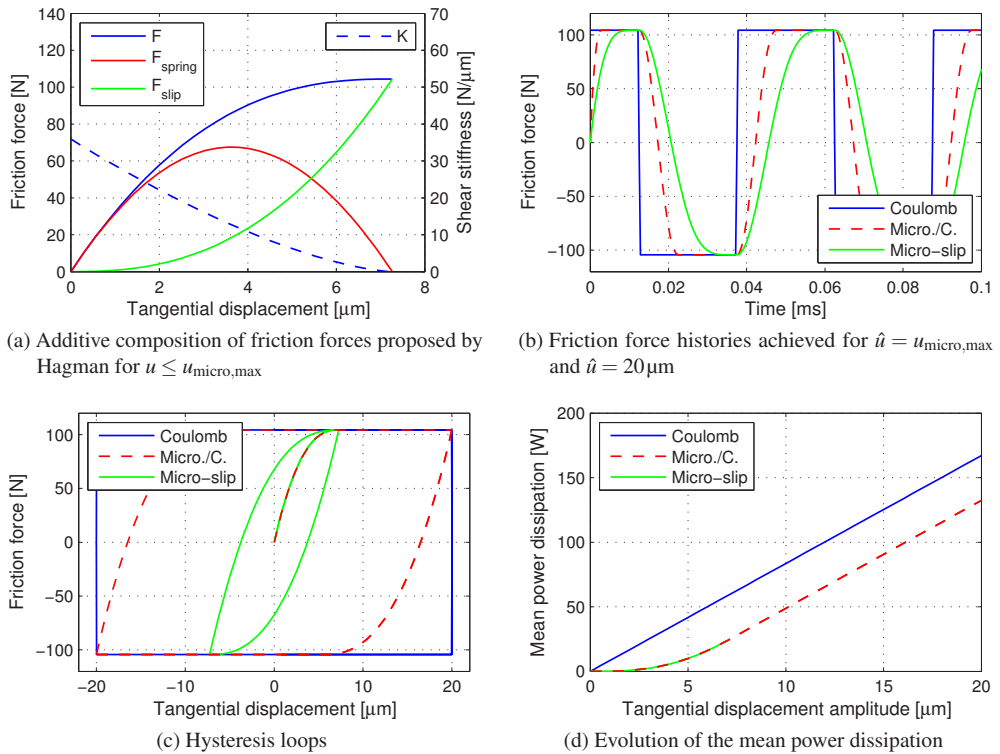 140
120
100
80
60
40
20
0
Friction force [N]
F
F spring
F slip
K
70
60
50
40
30
20
10
0
Shear stiffness [N/μm]
0 2 4 6 8
Tangential displacement [μm]
(a) Additive composition of friction forces proposed by
Hagman for u ≤ u micro,max
100
50
0
−50
−100
Friction force [N]
Coulomb
Micro./C.
Micro−slip
0 0.02 0.04 0.06 0.08 0.1
Time [ms]
(b) Friction force histories achieved for û = u micro,max
and û = 20μm
100
50
0
−50
−100
Friction force [N]
Coulomb
Micro./C.
Micro−slip
−20 −10 0 10 20
Tangential displacement [μm]
(c) Hysteresis loops
200
150
100
50
0
Mean power dissipation [W]
Coulomb
Micro./C.
Micro−slip
0 5 10 15 20
Tangential displacement amplitude [μm]
(d) Evolution of the mean power dissipation